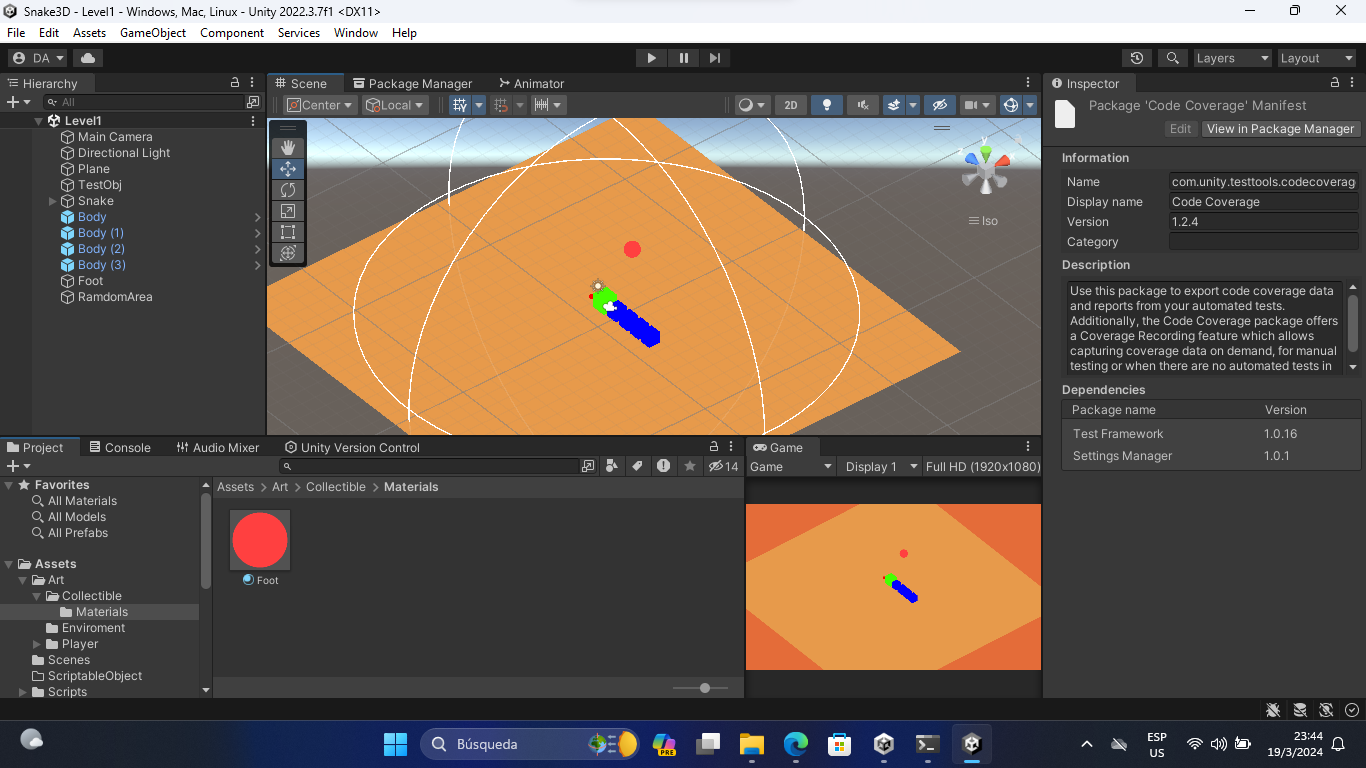 Snake3D - Level1 - Windows, Mac, Linux - Unity 2022.3.7f1 <DX11>
File Edit Assets GameObject Component Services Window Help
DA
Layers Layout
Hierarchy
All
Level1
Main Camera
Directional Light
Plane
TestObj
Snake
Body
Body (1)
Body (2)
Body (3)
Foot
RamdomArea
Scene Package Manager Animator
Center Local 2D
y
Iso
Inspector
Package 'Code Coverage' Manifest
Edit View in Package Manager
Information
Name com.unity.testtools.codecoverag
Display name Code Coverage
Version 1.2.4
Category
Description
Use this package to export code coverage data
and reports from your automated tests.
Additionally, the Code Coverage package offers
a Coverage Recording feature which allows
capturing coverage data on demand, for manual
testing or when there are no automated tests in
Dependencies
Package name Version
Test Framework 1.0.16
Settings Manager 1.0.1
Project Console Audio Mixer Unity Version Control
14
Favorites
All Materials
All Models
All Prefabs
Assets
Art
Collectible
Materials
Enviroment
Player
Scenes
ScriptableObject
Scripts
Assets > Art > Collectible > Materials
Foot
Game
Game Display 1 Full HD (1920x1080)
Búsqueda
PRE
ESP
US
23:44
19/3/2024